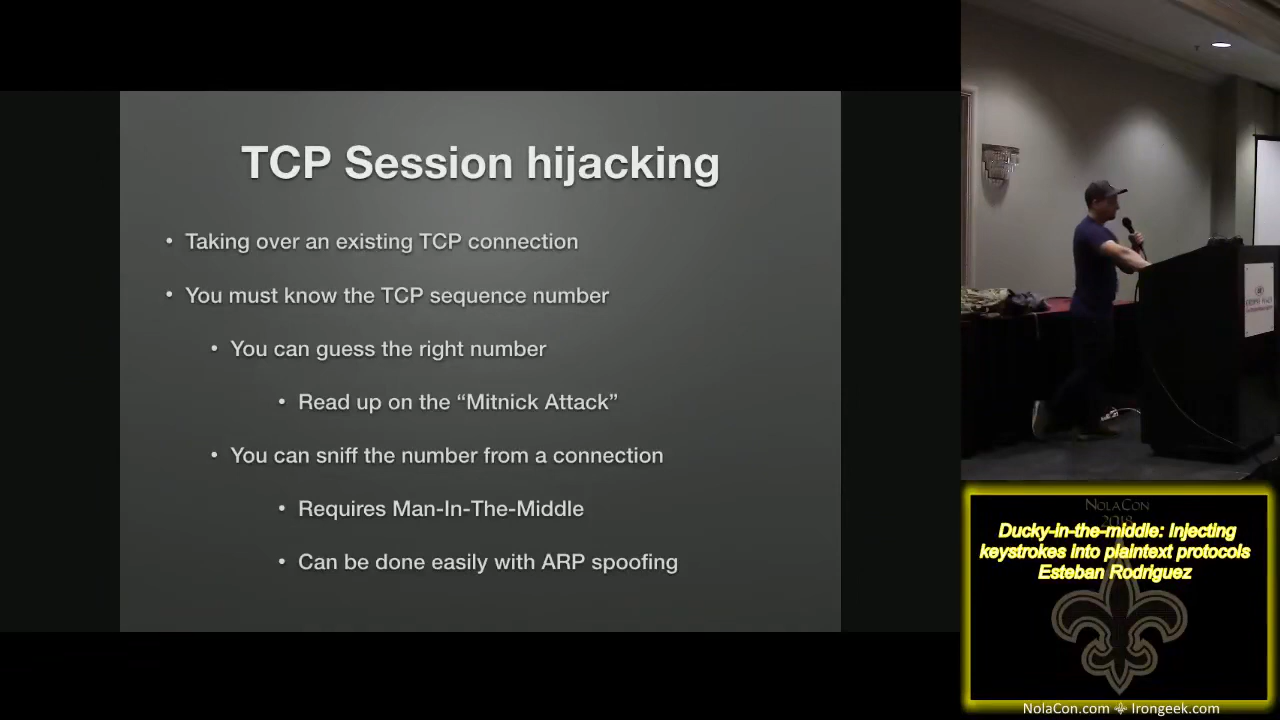 TCP Session hijacking
• Taking over an existing TCP connection
• You must know the TCP sequence number
• You can guess the right number
• Read up on the “Mitnick Attack”
• You can sniff the number from a connection
• Requires Man-In-The-Middle
• Can be done easily with ARP spoofing
NOLACON
2018
Ducky-in-the-middle: Injecting
keystrokes into plaintext protocols
Esteban Rodriguez
NolaCon.com ⚜ Irongeek.com